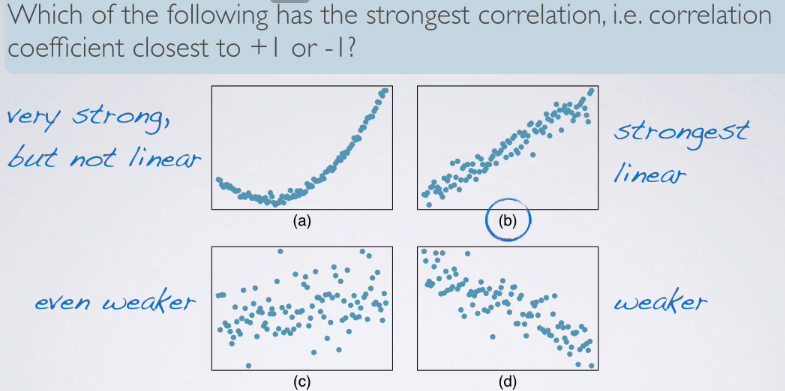 Which of the following has the strongest correlation, i.e. correlation
coefficient closest to +1 or -1?
very strong,
but not linear
(a)
(b)
strongest
linear
even weaker
(c)
(d)
weaker